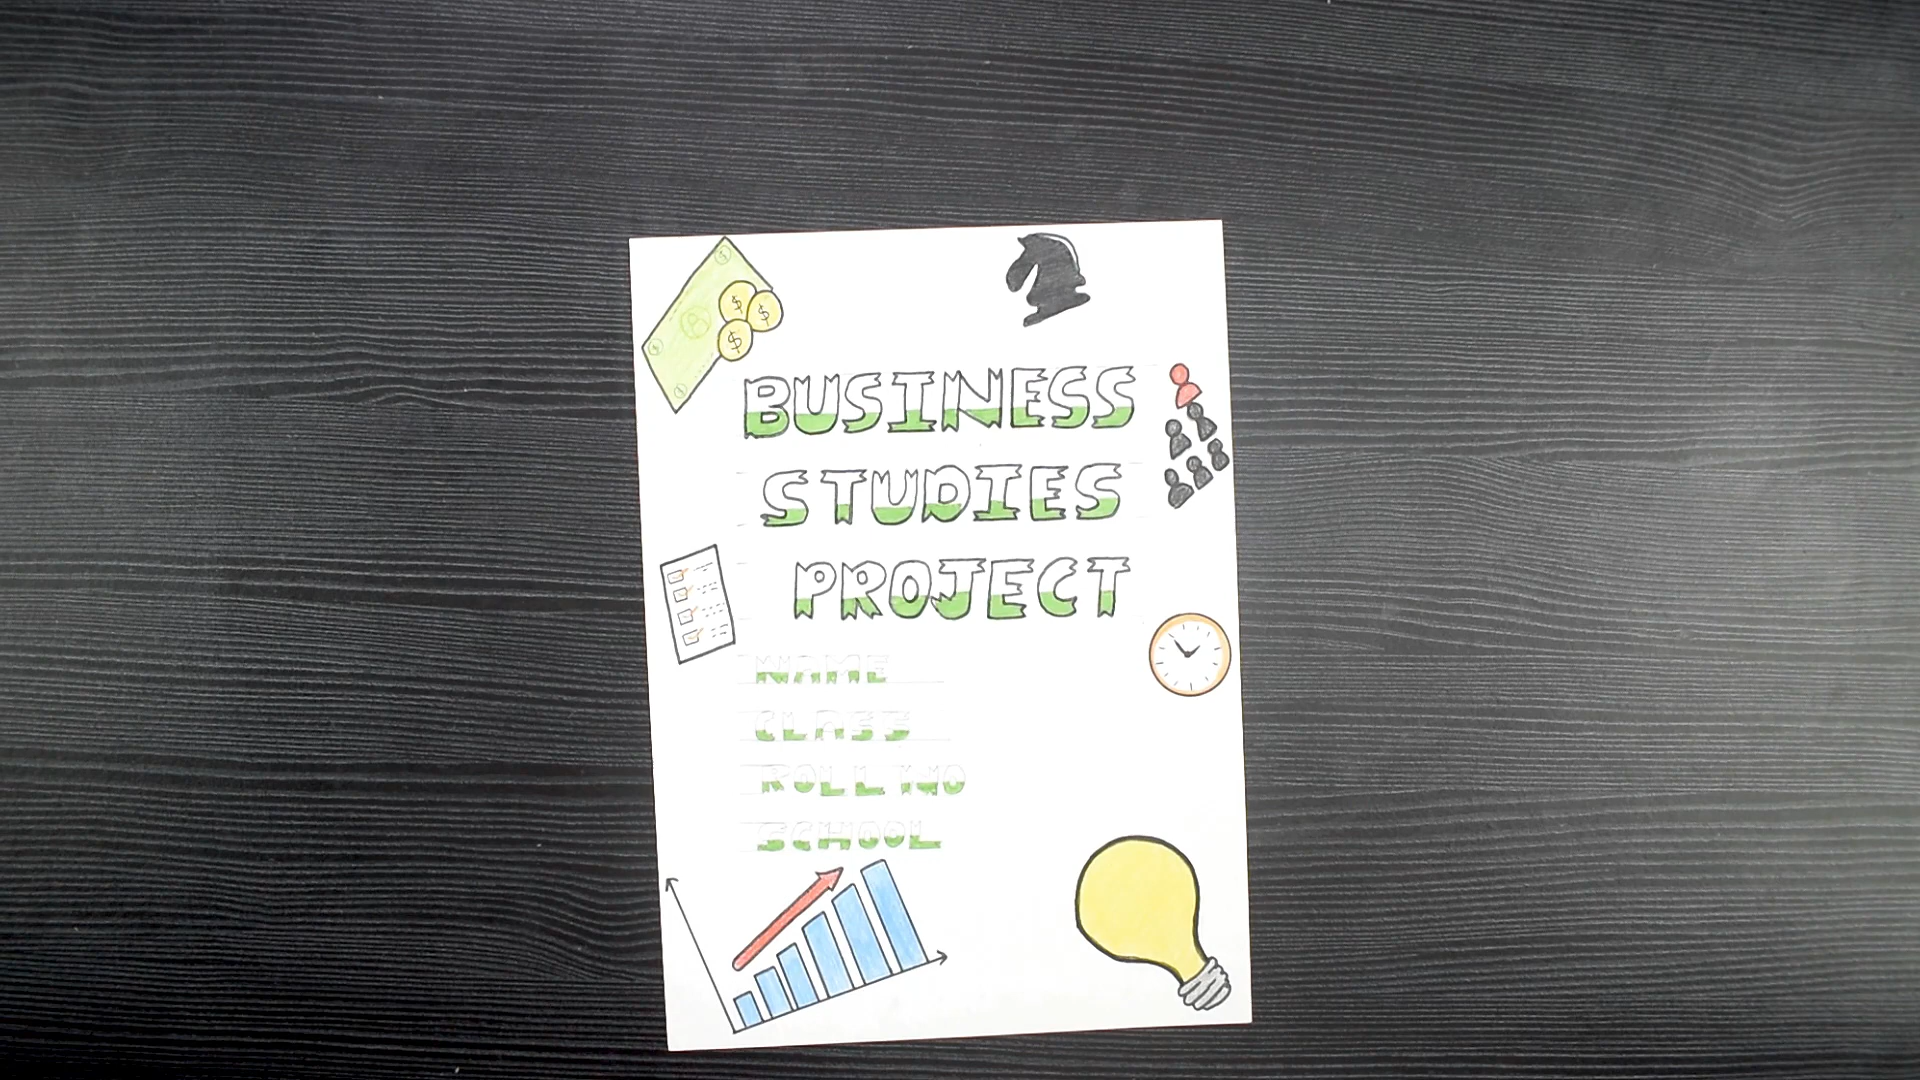 BUSINESS
STUDIES
PROJECT
NAME
CLASS
ROLL NO
SCHOOL